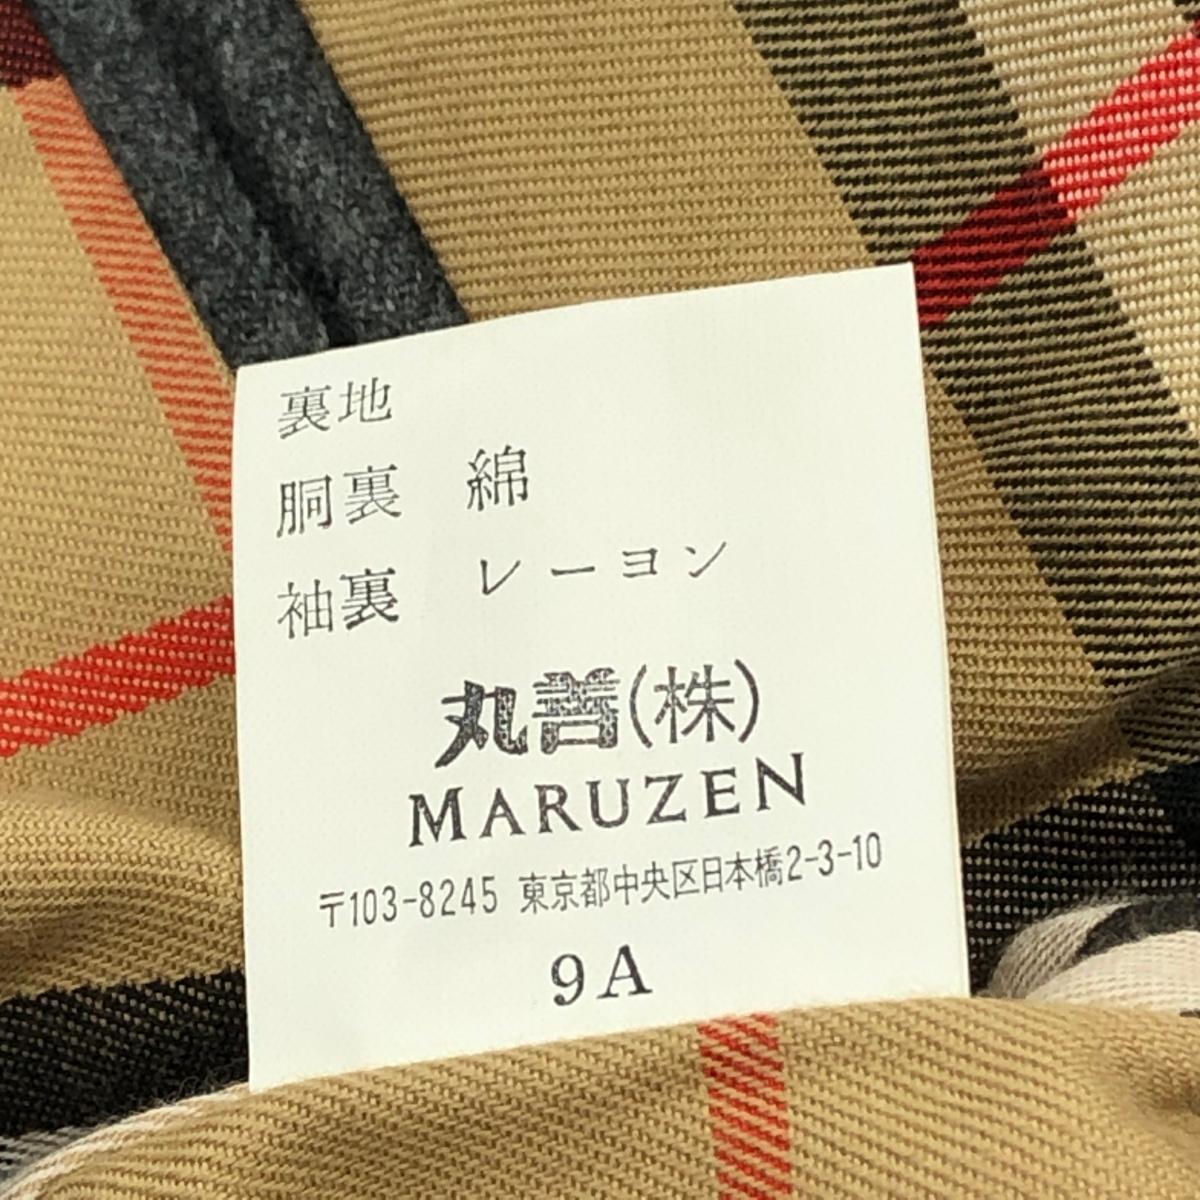 裏地
胴裏 綿
袖裏 レーヨン
丸善(株)
MARUZEN
〒103-8245 東京都中央区日本橋2-3-10
9A